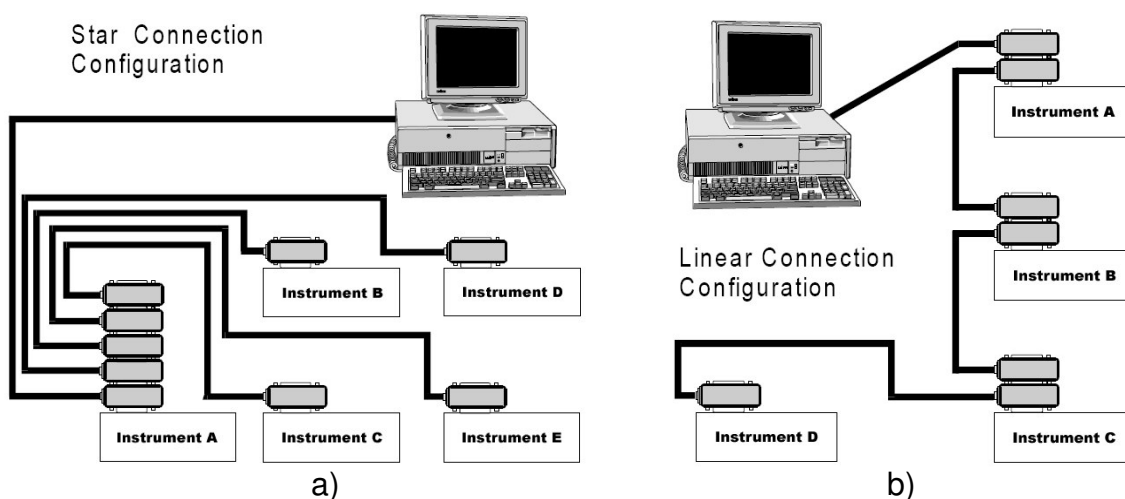 Star Connection
Configuration
Instrument B
Instrument D
Instrument A
Instrument C
Instrument E
a)
Instrument A
Instrument B
Linear Connection
Configuration
Instrument D
Instrument C
b)